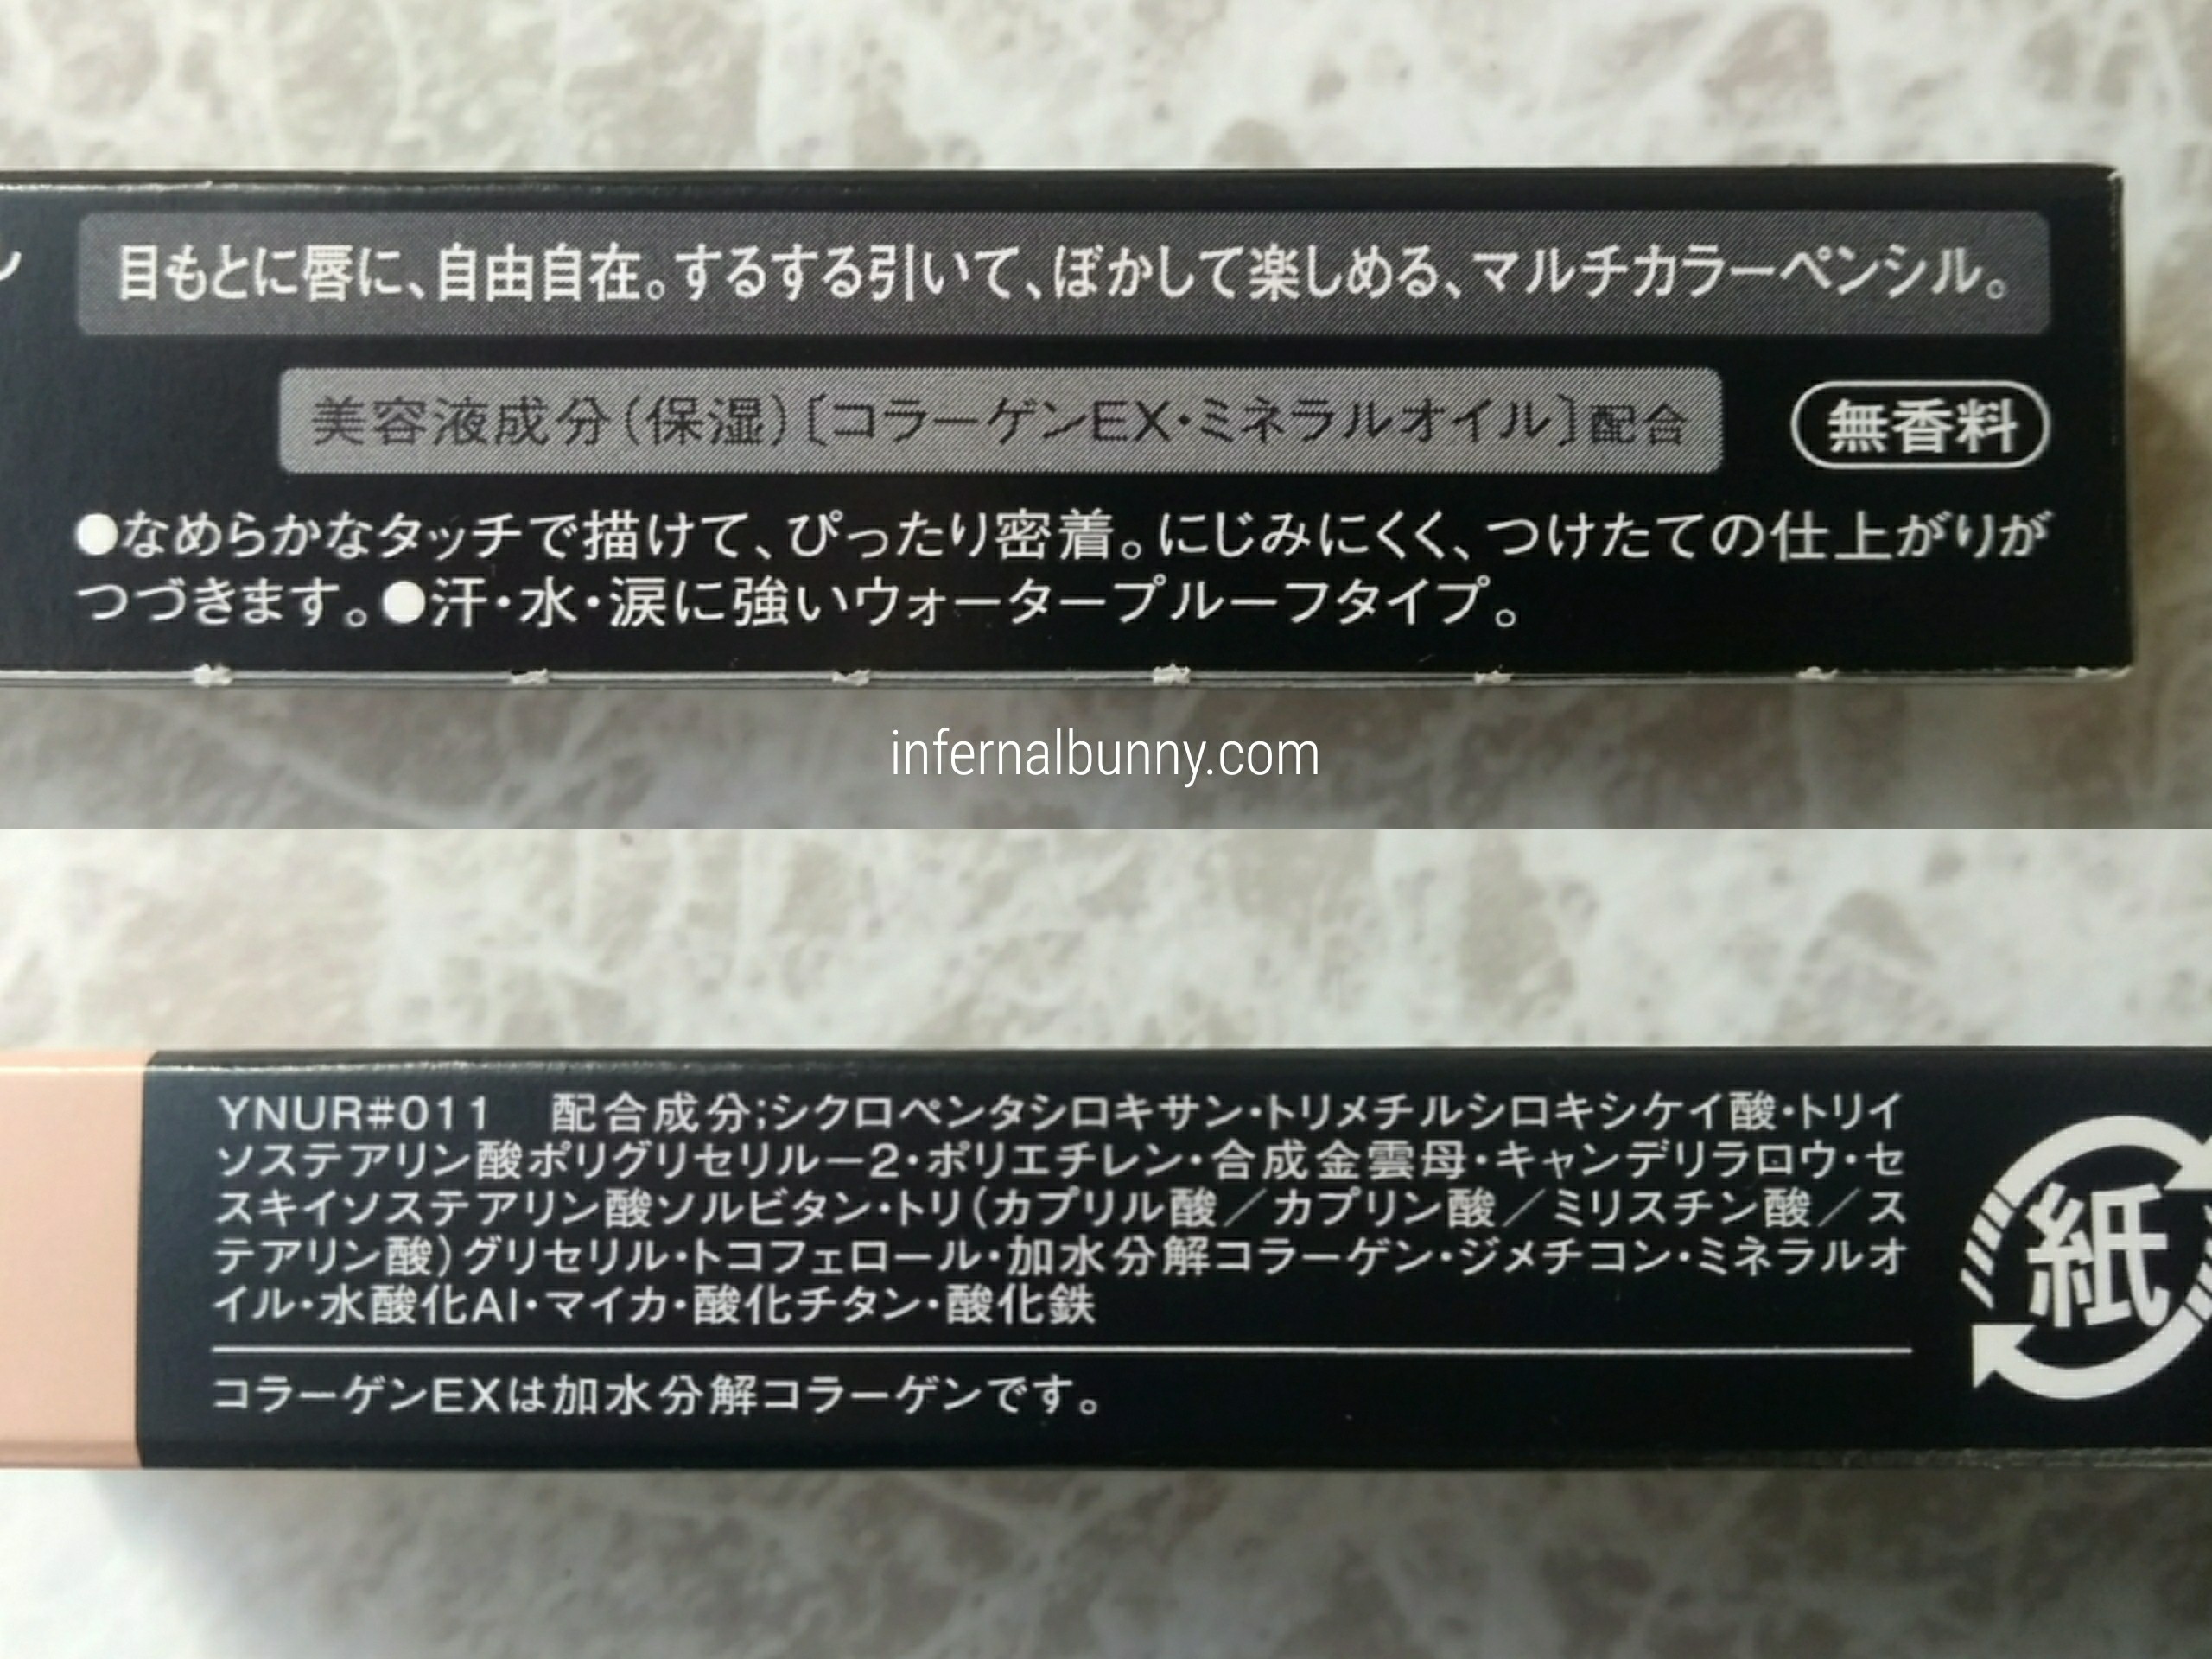 目もとに唇に、自由自在。するする引いて、ぼかして楽しめる、マルチカラーペンシル。
美容液成分（保湿）〔コラーゲンEX・ミネラルオイル〕配合
無香料
●なめらかなタッチで描けて、ぴったり密着。にじみにくく、つけたての仕上がりが
つづきます。●汗・水・涙に強いウォータープルーフタイプ。
infernalbunny.com
YNUR#011　配合成分;シクロペンタシロキサン・トリメチルシロキシケイ酸・トリイ
ソステアリン酸ポリグリセリルー2・ポリエチレン・合成金雲母・キャンデリラロウ・セ
スキイソステアリン酸ソルビタン・トリ（カプリル酸／カプリン酸／ミリスチン酸／ス
テアリン酸）グリセリル・トコフェロール・加水分解コラーゲン・ジメチコン・ミネラルオ
イル・水酸化Al・マイカ・酸化チタン・酸化鉄
コラーゲンEXは加水分解コラーゲンです。
紙